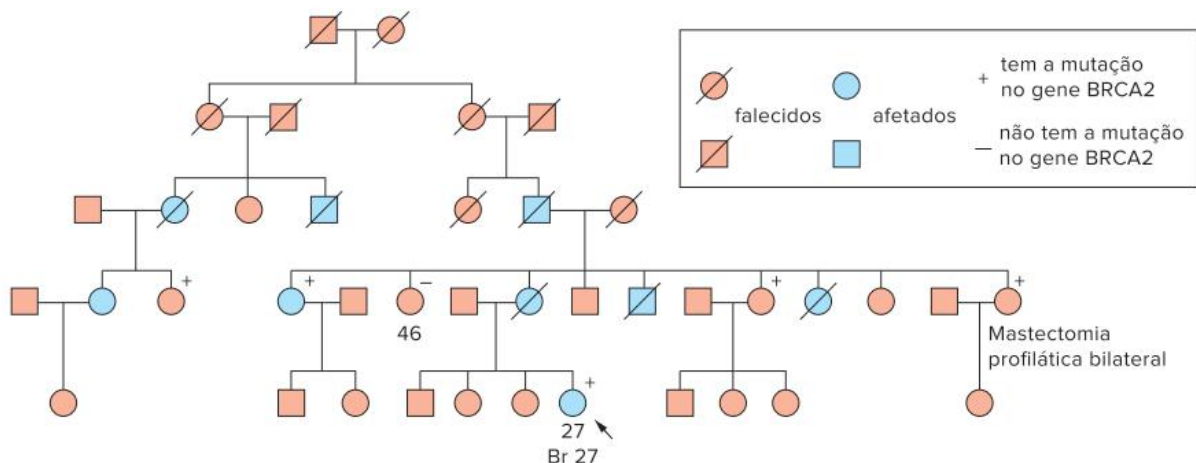 falecidos
afetados
+ tem a mutação
no gene BRCA2
— não tem a mutação
no gene BRCA2
+
+
−
+
+
46
Mastectomia
profilática bilateral
+
27
Br 27